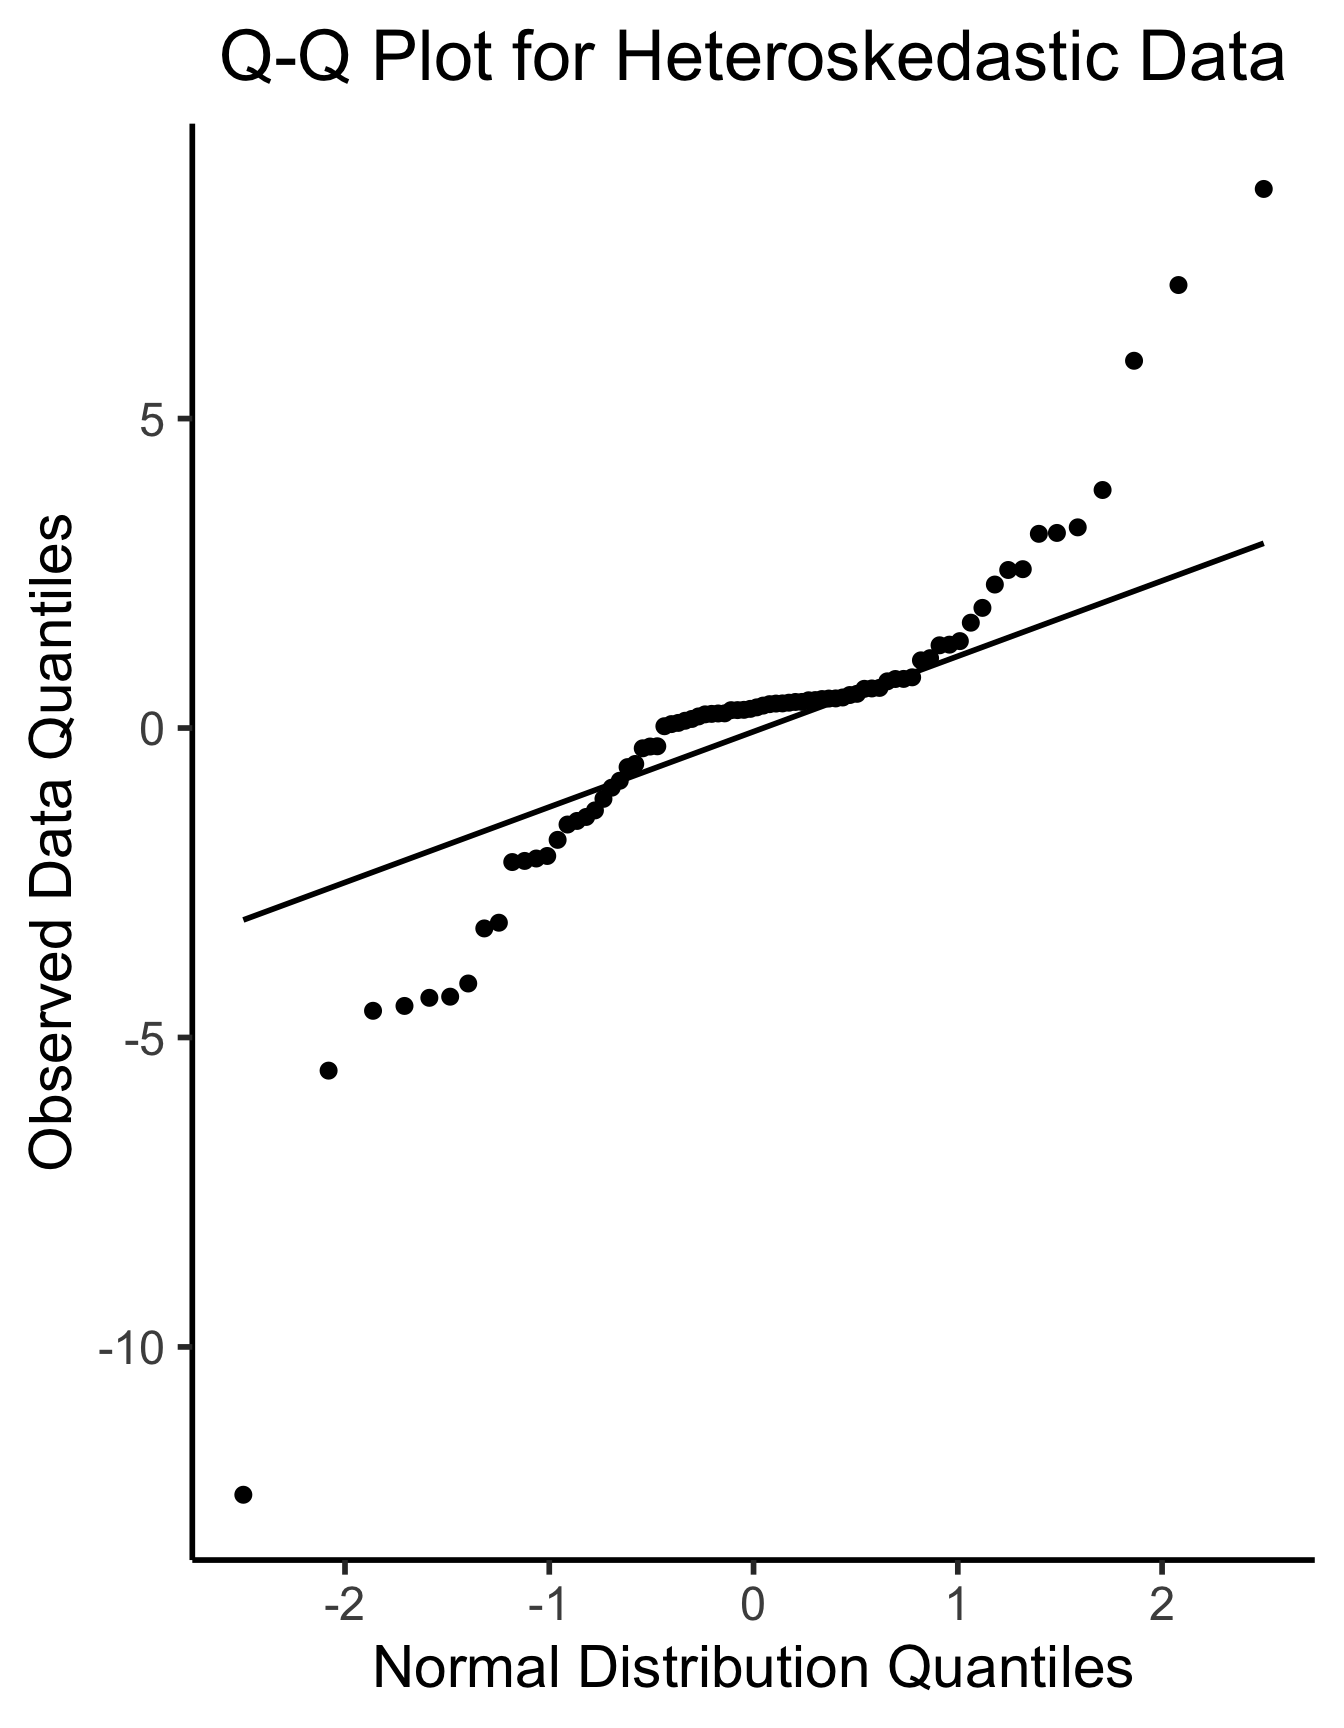 Q-Q Plot for Heteroskedastic Data
Observed Data Quantiles
5
0
-5
-10
-2 -1 0 1 2
Normal Distribution Quantiles